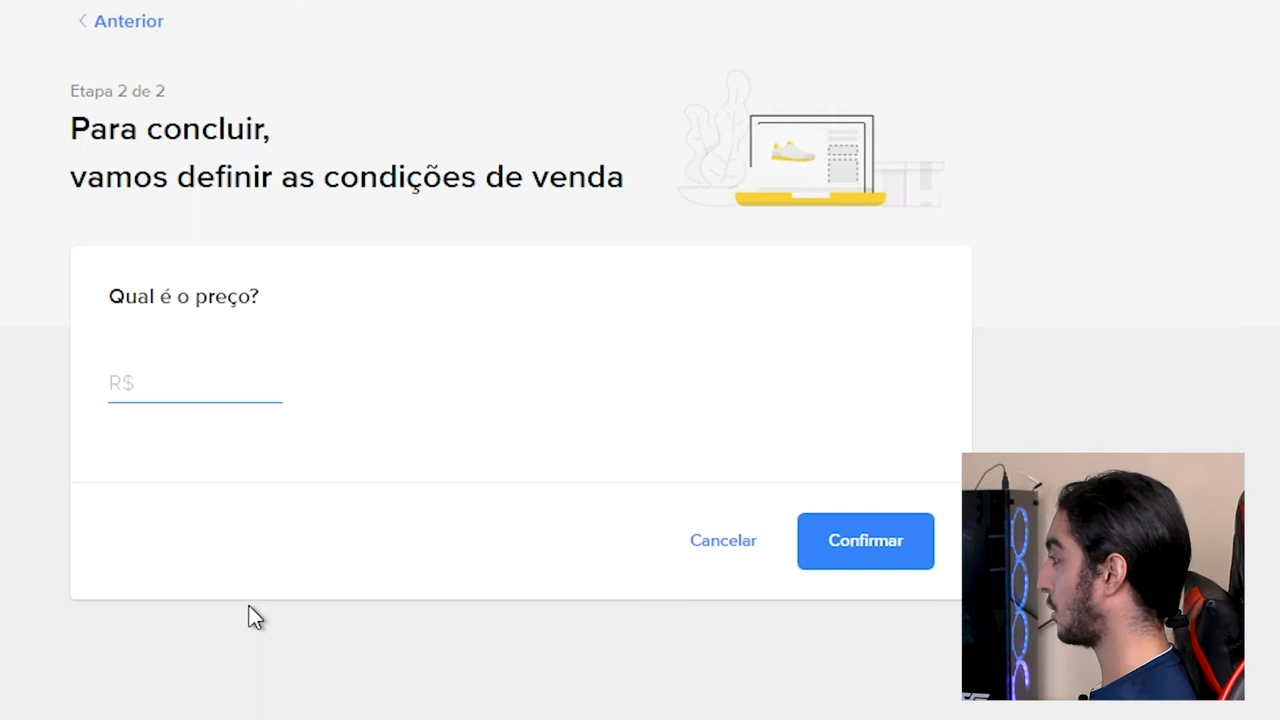 Anterior
Etapa 2 de 2
Para concluir,
vamos definir as condições de venda
Qual é o preço?
R$
Cancelar
Confirmar